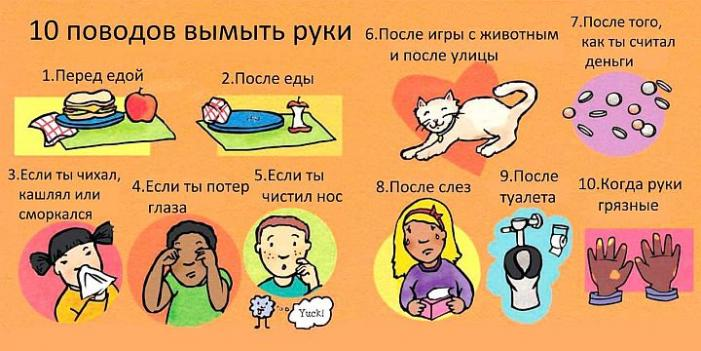 10 поводов вымыть руки
1.Перед едой
2.После еды
3.Если ты чихал,
кашлял или
сморкался
4.Если ты потер
глаза
5.Если ты
чистил нос
Yuck!
6.После игры с животным
и после улицы
7.После того,
как ты считал
деньги
8.После слез
9.После
туалета
10.Когда руки
грязные